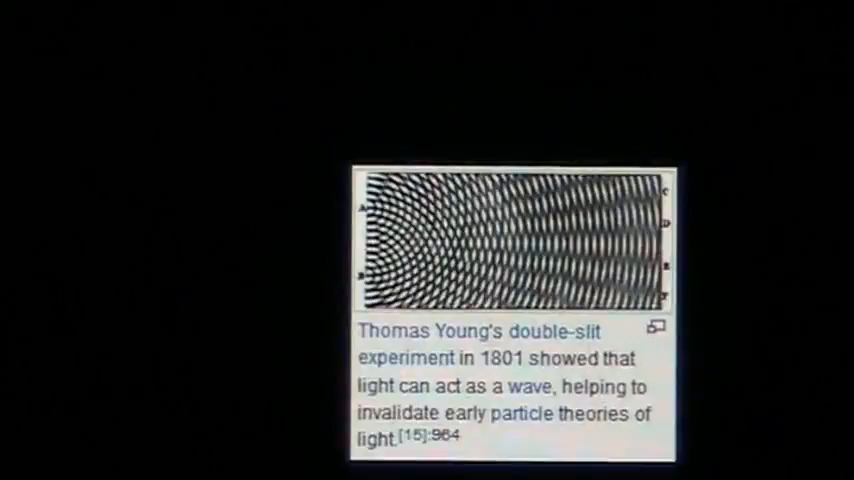 A
B
C
D
E
F
Thomas Young's double-slit
experiment in 1801 showed that
light can act as a wave, helping to
invalidate early particle theories of
light.[15]:964